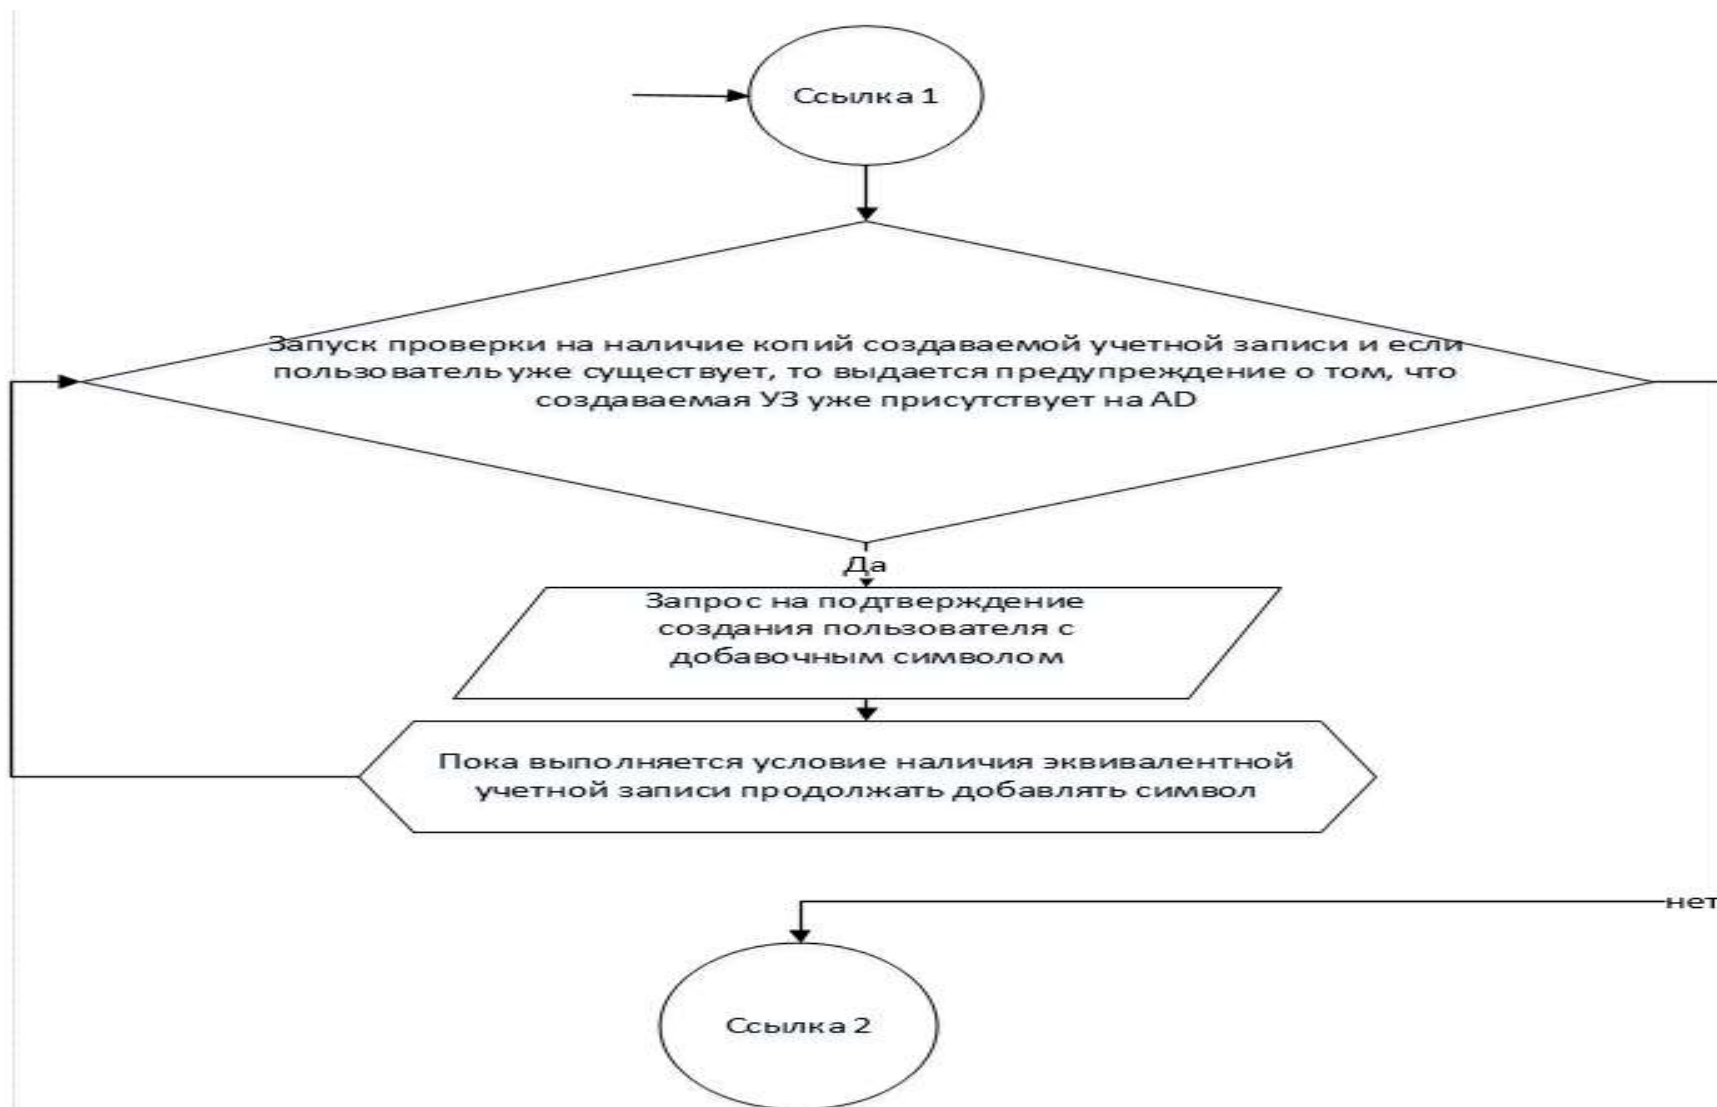 Ссылка 1
Запуск проверки на наличие копий создаваемой учетной записи и если
пользователь уже существует, то выдается предупреждение о том, что
создаваемая УЗ уже присутствует на AD
Да
Запрос на подтверждение
создания пользователя с
добавочным символом
Пока выполняется условие наличия эквивалентной
учетной записи продолжать добавлять символ
нет
Ссылка 2